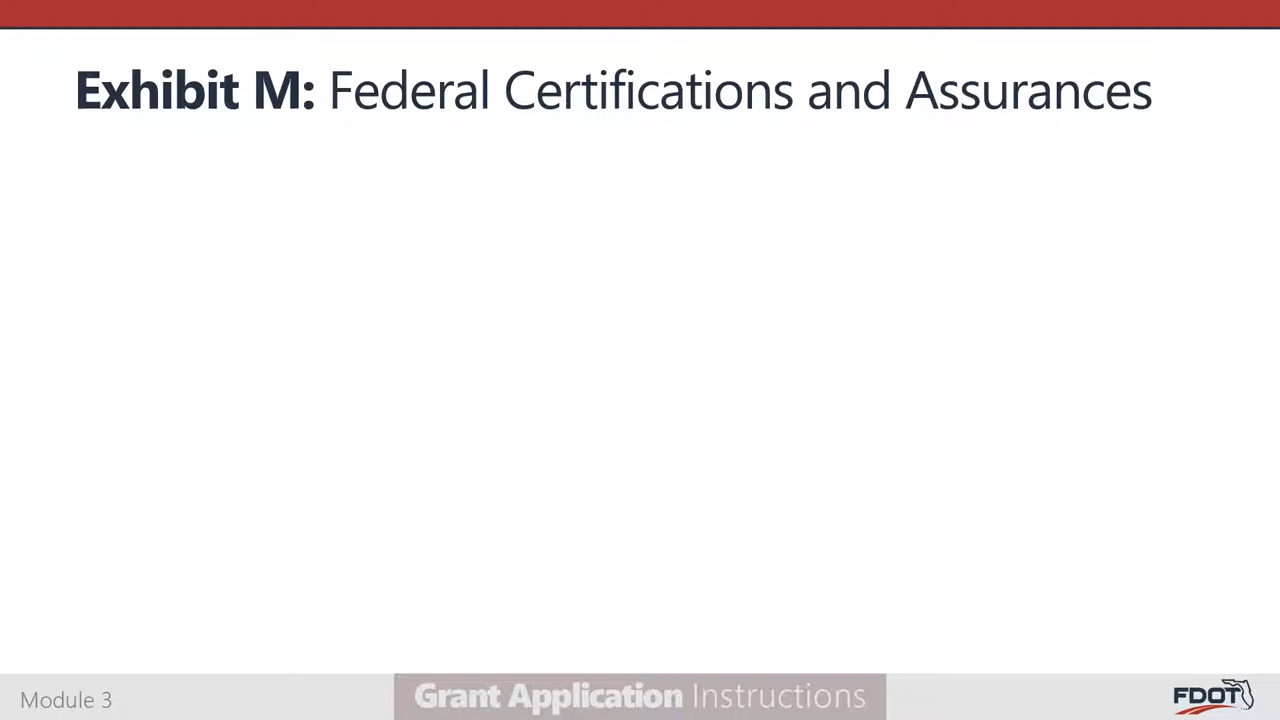 Exhibit M: Federal Certifications and Assurances
Module 3
Grant Application Instructions
FDOT